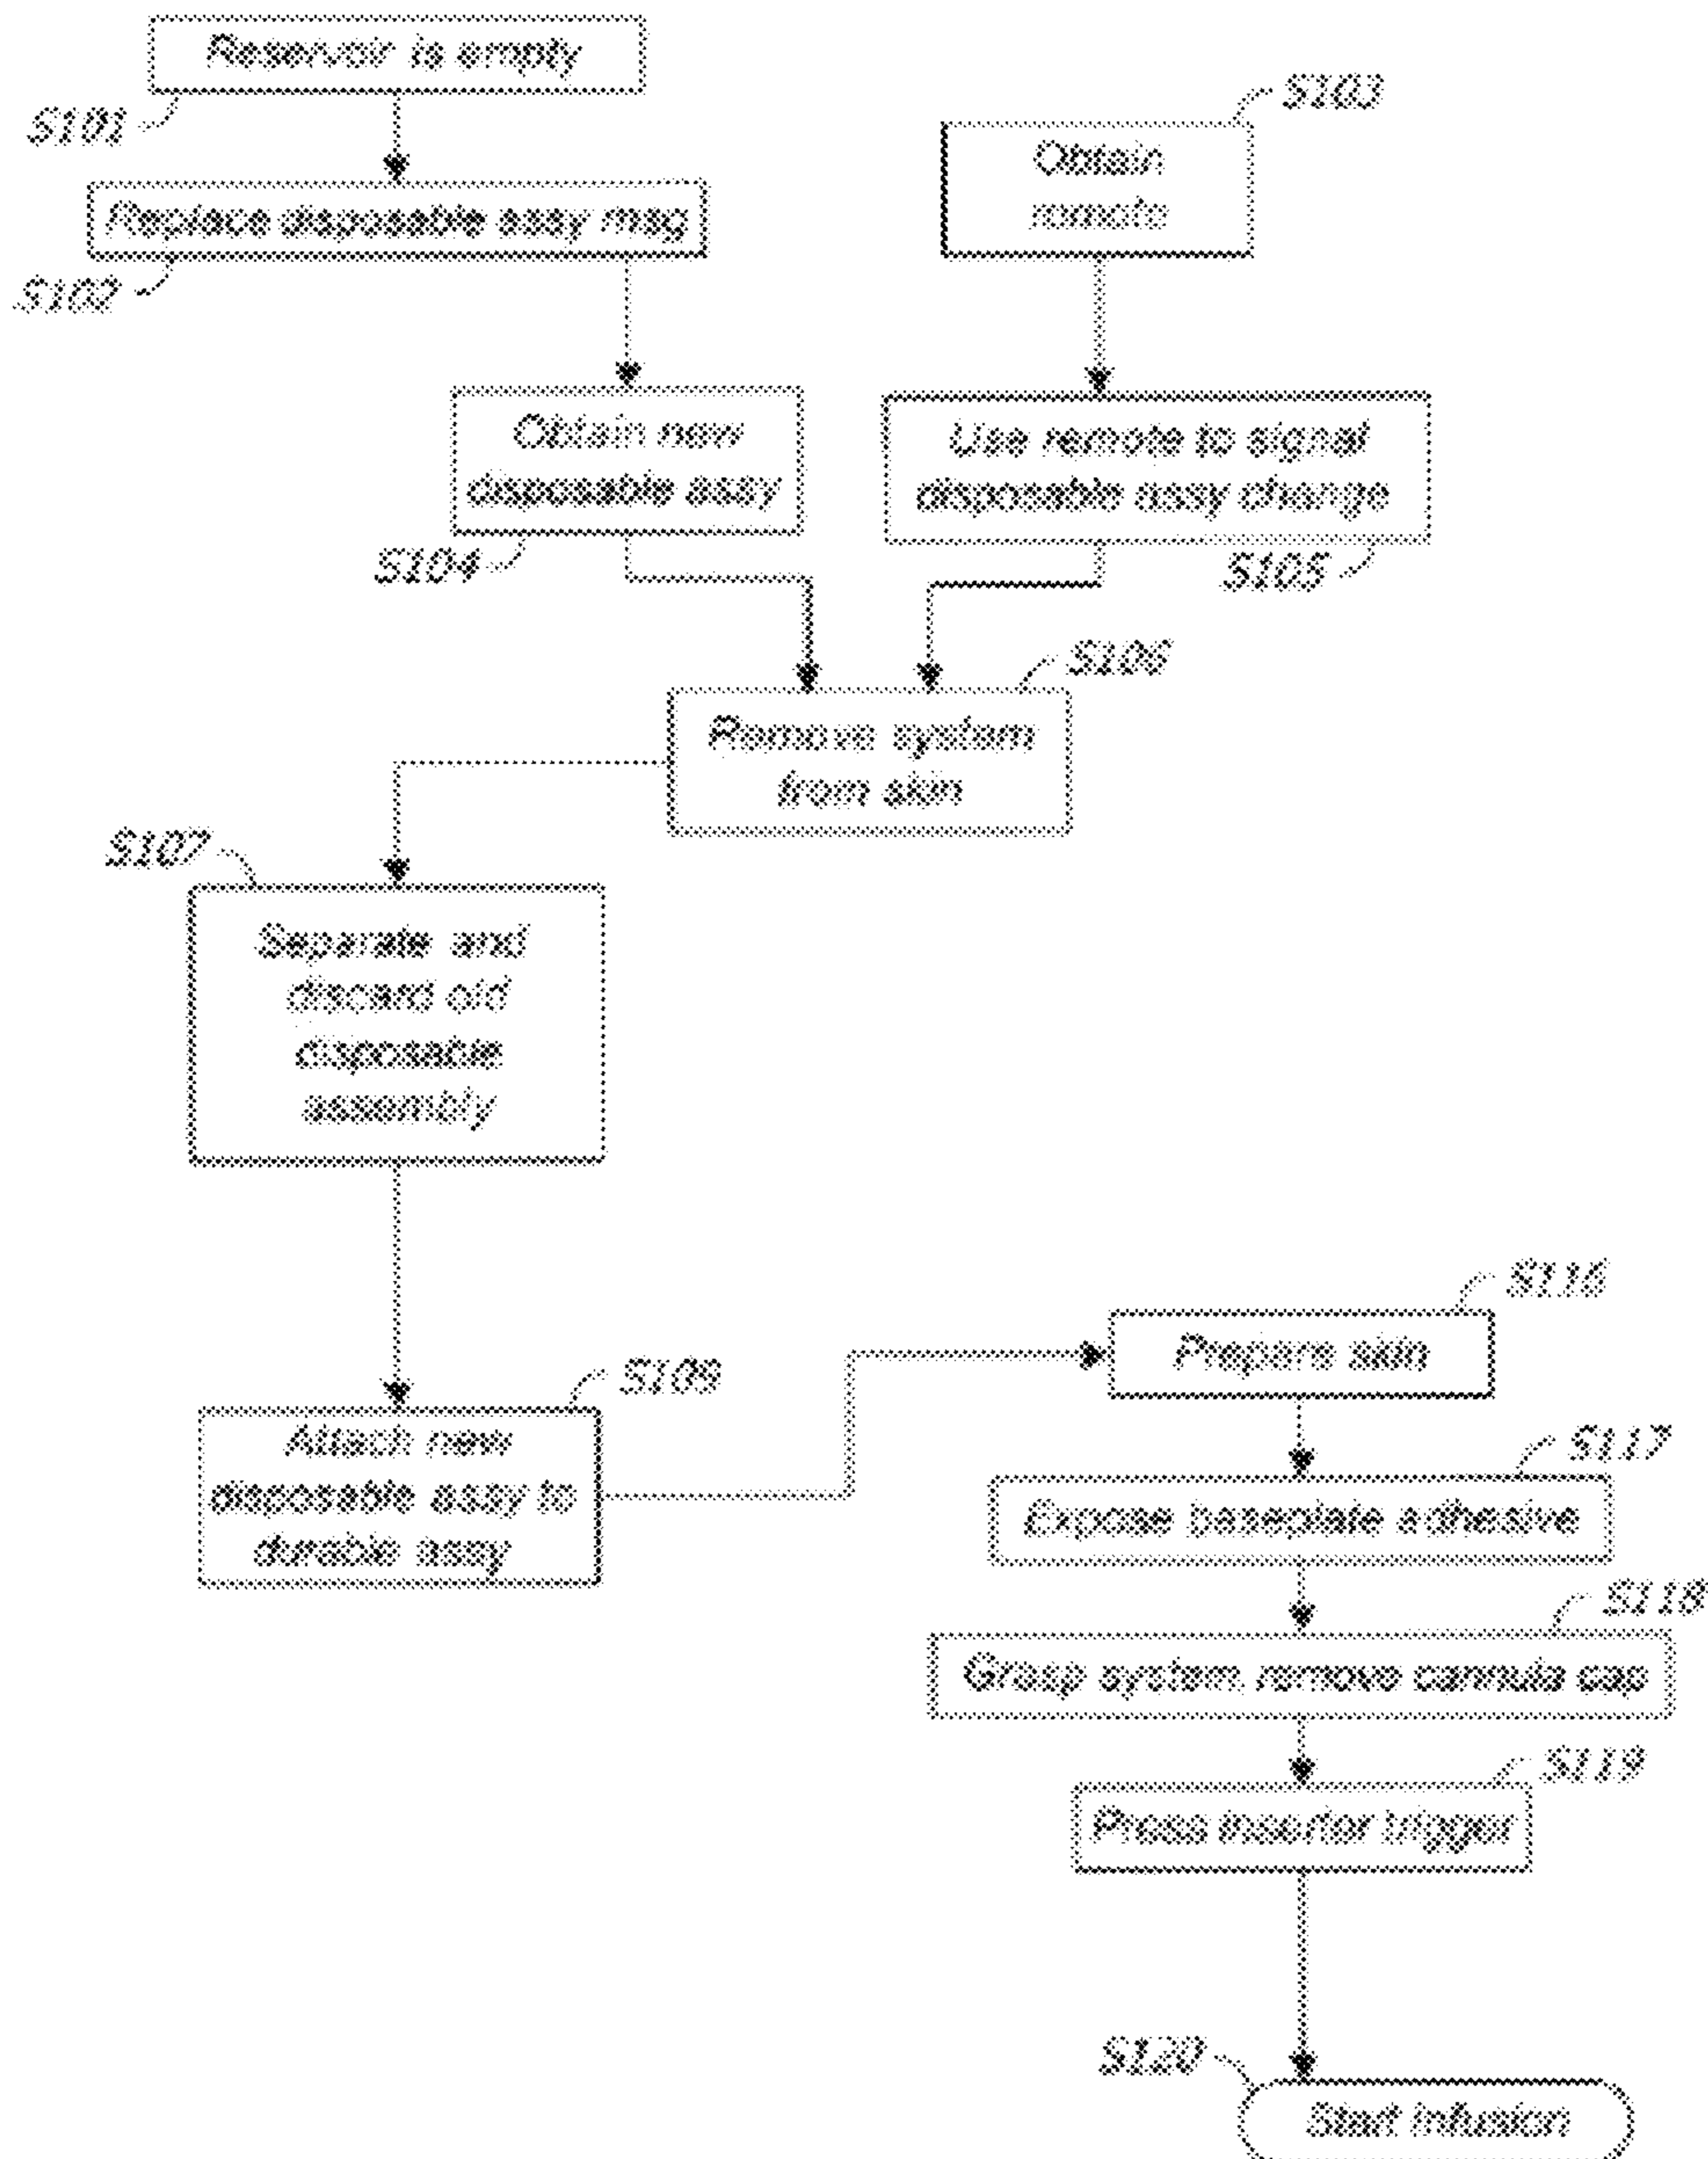 Reservoir is empty
S101
S103
Obtain
remote
Replace disposable assy msg
S102
Obtain new
disposable assy
S104
Use remote to signal
disposable assy change
S105
S106
Remove system
from skin
S107
Separate and
discard old
disposable
assembly
S109
Attach new
disposable assy to
durable assy
S116
Prepare skin
S117
Expose baseplate adhesive
S118
Grasp system, remove cannula cap
S119
Press inserter trigger
S120
Start infusion